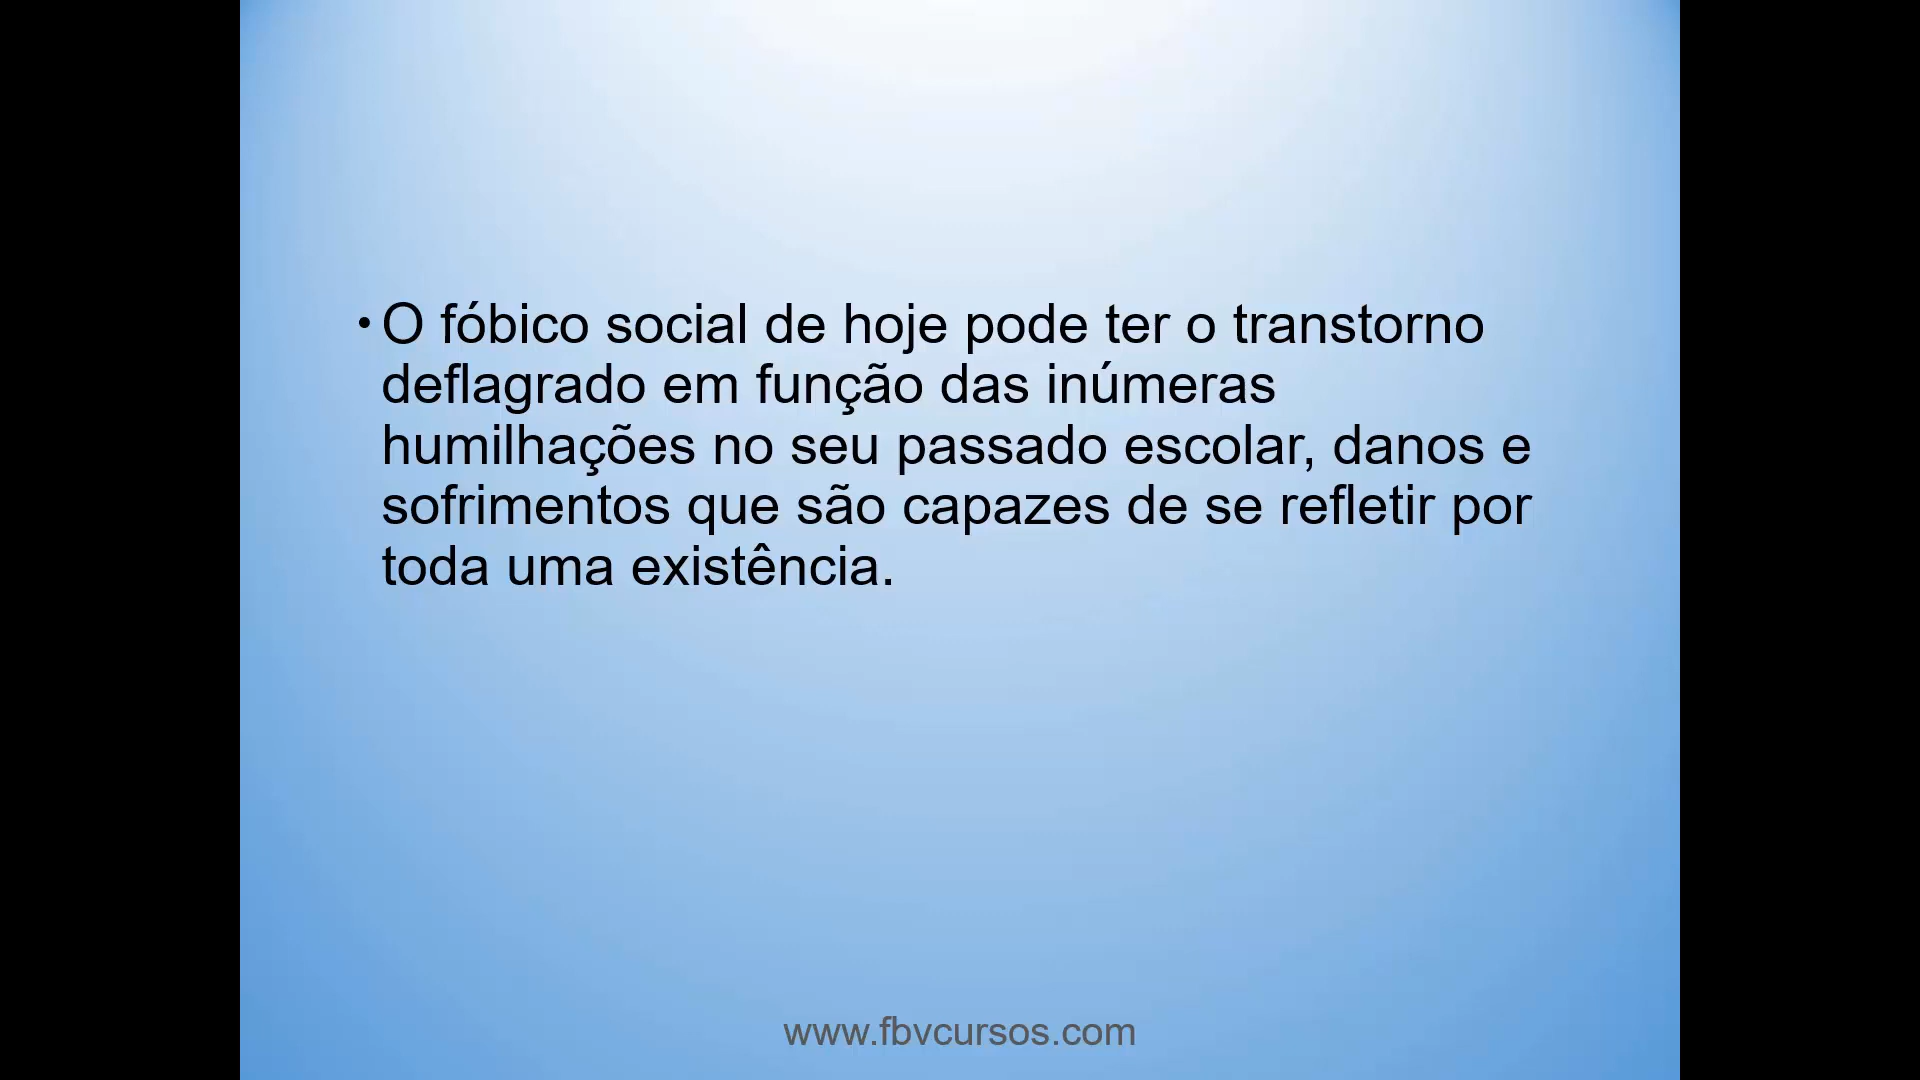 • O fóbico social de hoje pode ter o transtorno
deflagrado em função das inúmeras
humilhações no seu passado escolar, danos e
sofrimentos que são capazes de se refletir por
toda uma existência.
www.fbvcursos.com